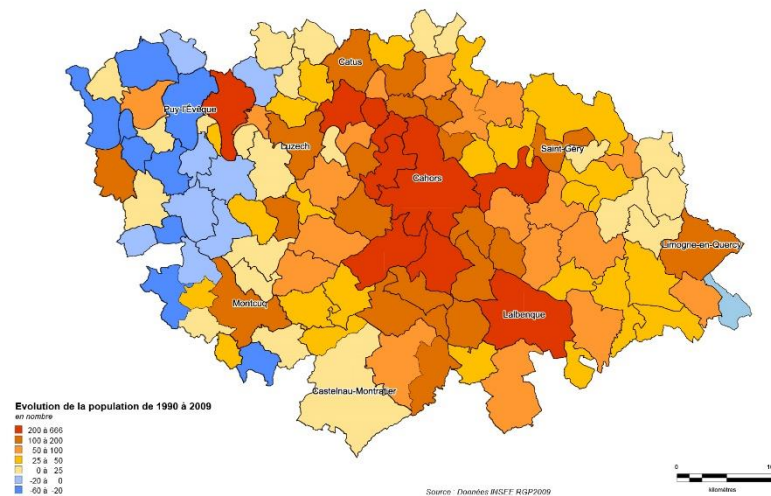 Catus
Puy-l'Evêque
Luzech
Saint-Géry
Cahors
Limogne-en-Quercy
Montcuq
Lalbenque
Castelnau-Montratier
Evolution de la population de 1990 à 2009
en nombre
200 à 666
100 à 200
50 à 100
25 à 50
0 à 25
-20 à 0
-60 à -20
0
kilomètres
Source : Données INSEE RGP2009